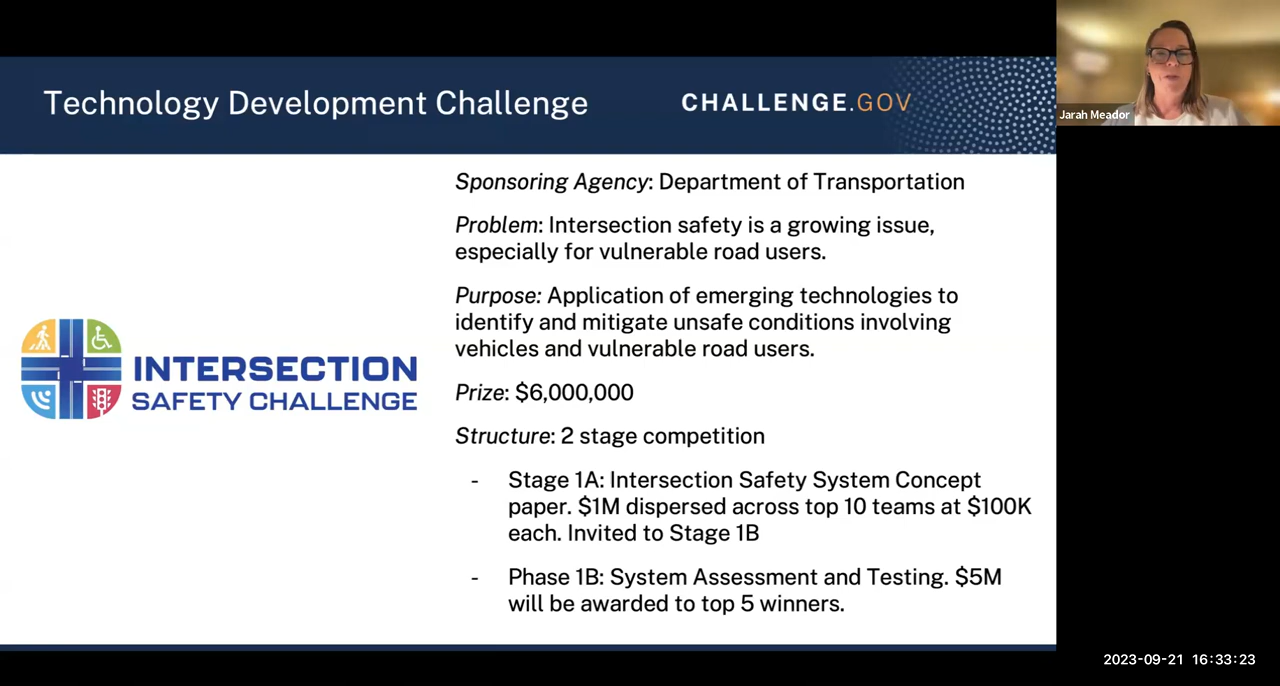 Technology Development Challenge
CHALLENGE.GOV
Jarah Meador
Sponsoring Agency: Department of Transportation
Problem: Intersection safety is a growing issue,
especially for vulnerable road users.
Purpose: Application of emerging technologies to
identify and mitigate unsafe conditions involving
vehicles and vulnerable road users.
Prize: $6,000,000
Structure: 2 stage competition
- Stage 1A: Intersection Safety System Concept
paper. $1M dispersed across top 10 teams at $100K
each. Invited to Stage 1B
- Phase 1B: System Assessment and Testing. $5M
will be awarded to top 5 winners.
INTERSECTION
SAFETY CHALLENGE
2023-09-21 16:33:23